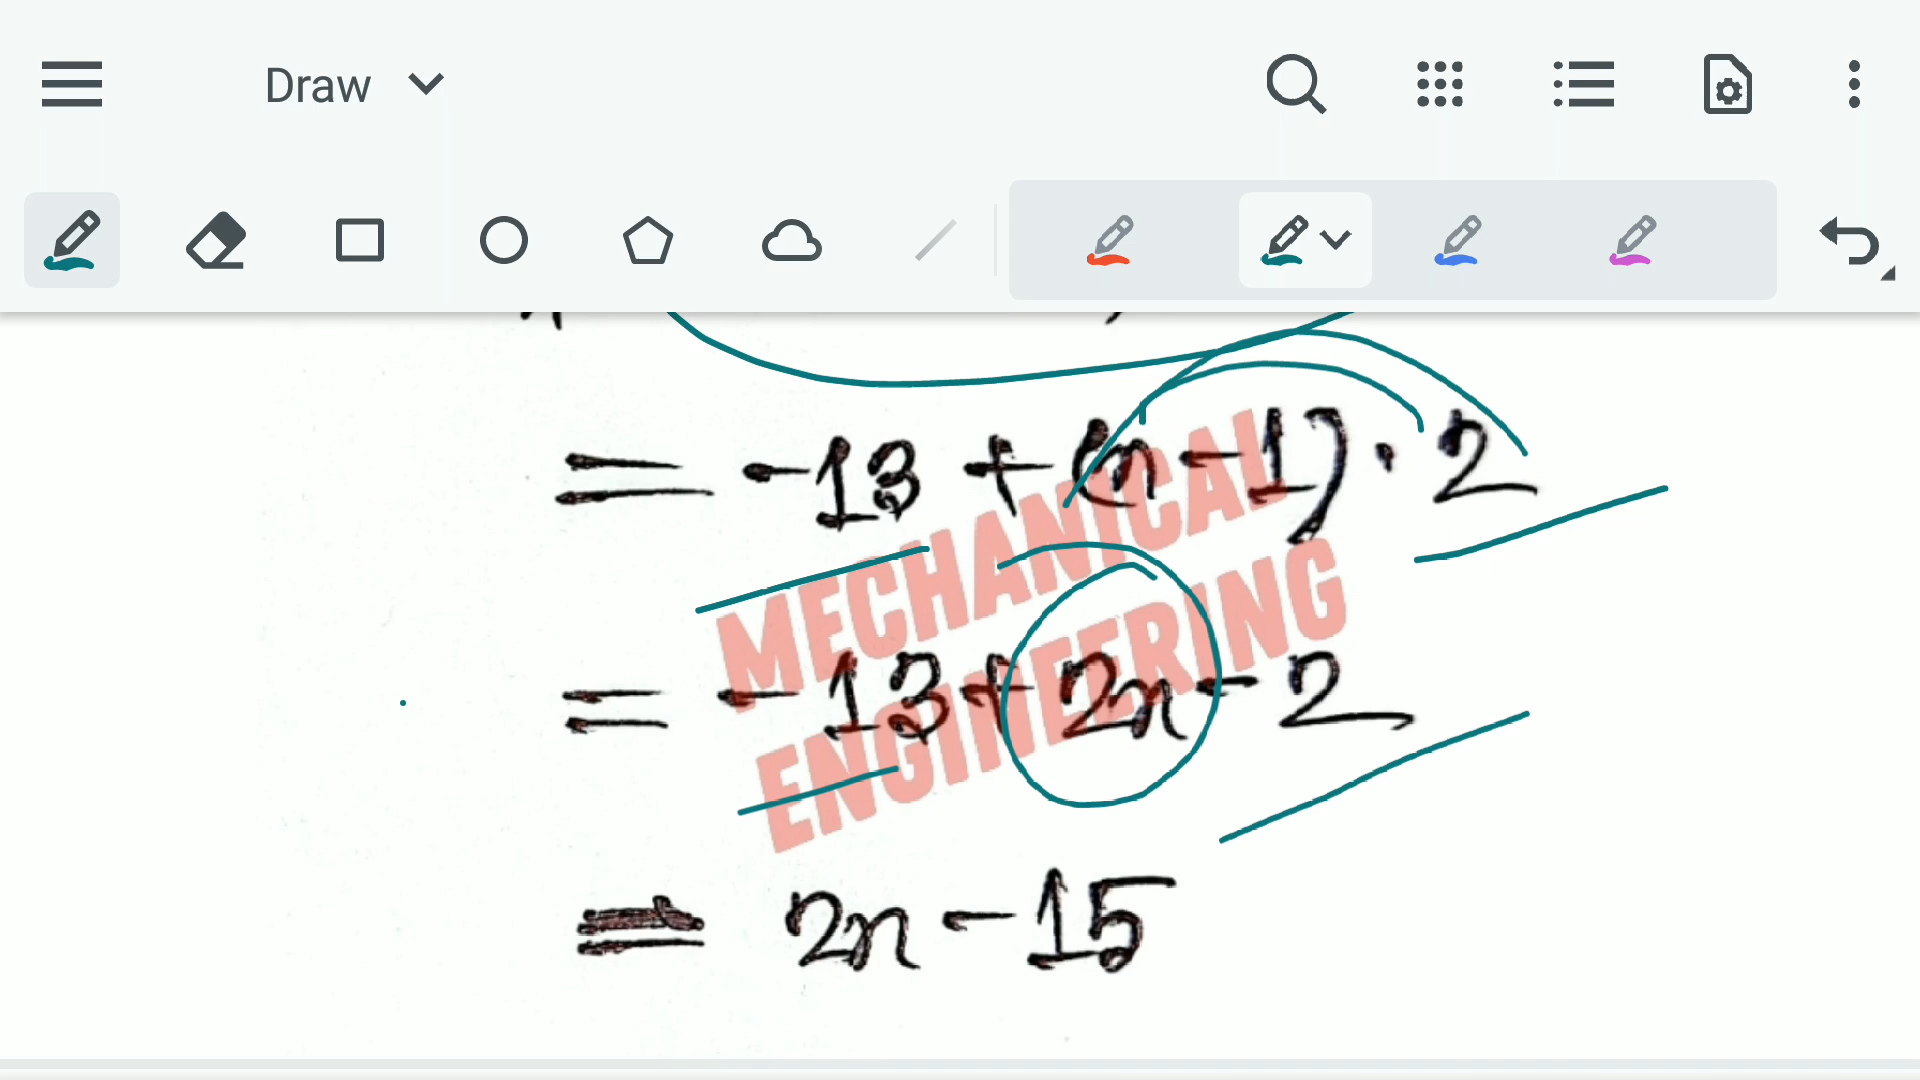 Draw
= -13 + (n-1)·2
MECHANICAL
ENGINEERING
= -13 + 2n - 2
= 2n - 15